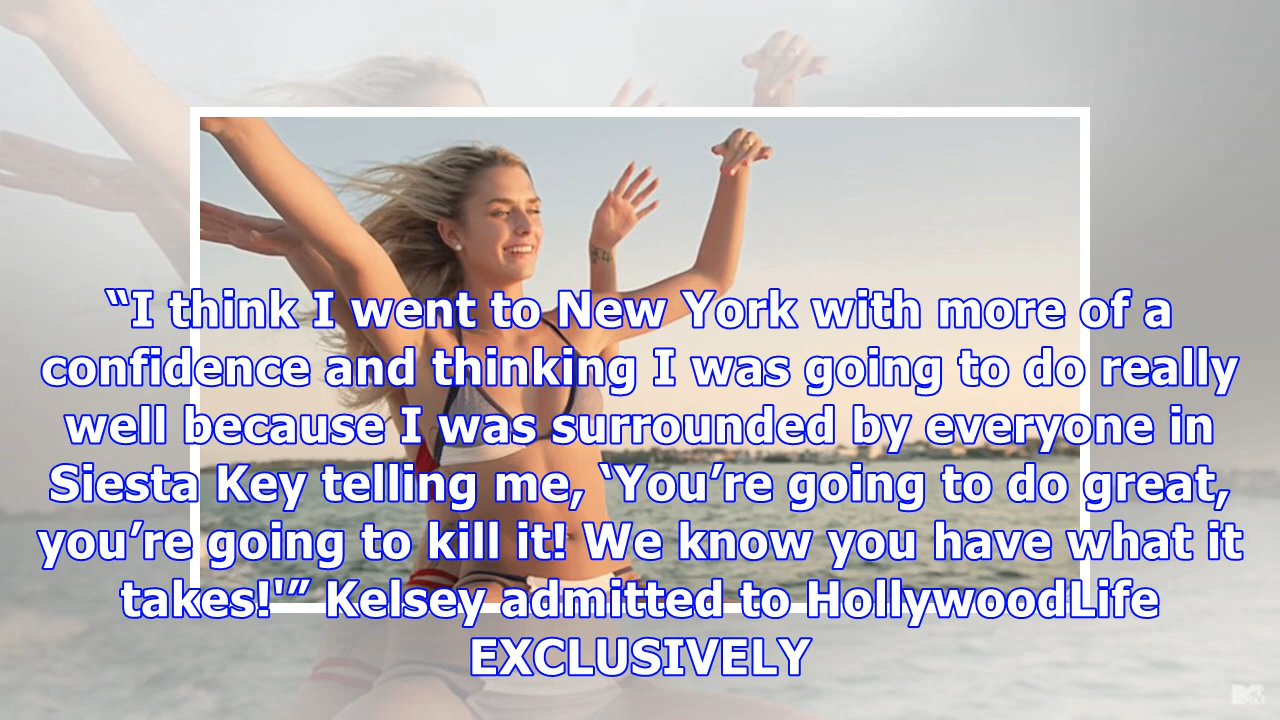 “I think I went to New York with more of a
confidence and thinking I was going to do really
well because I was surrounded by everyone in
Siesta Key telling me, ‘You’re going to do great,
you’re going to kill it! We know you have what it
takes!'” Kelsey admitted to HollywoodLife
EXCLUSIVELY
MTV